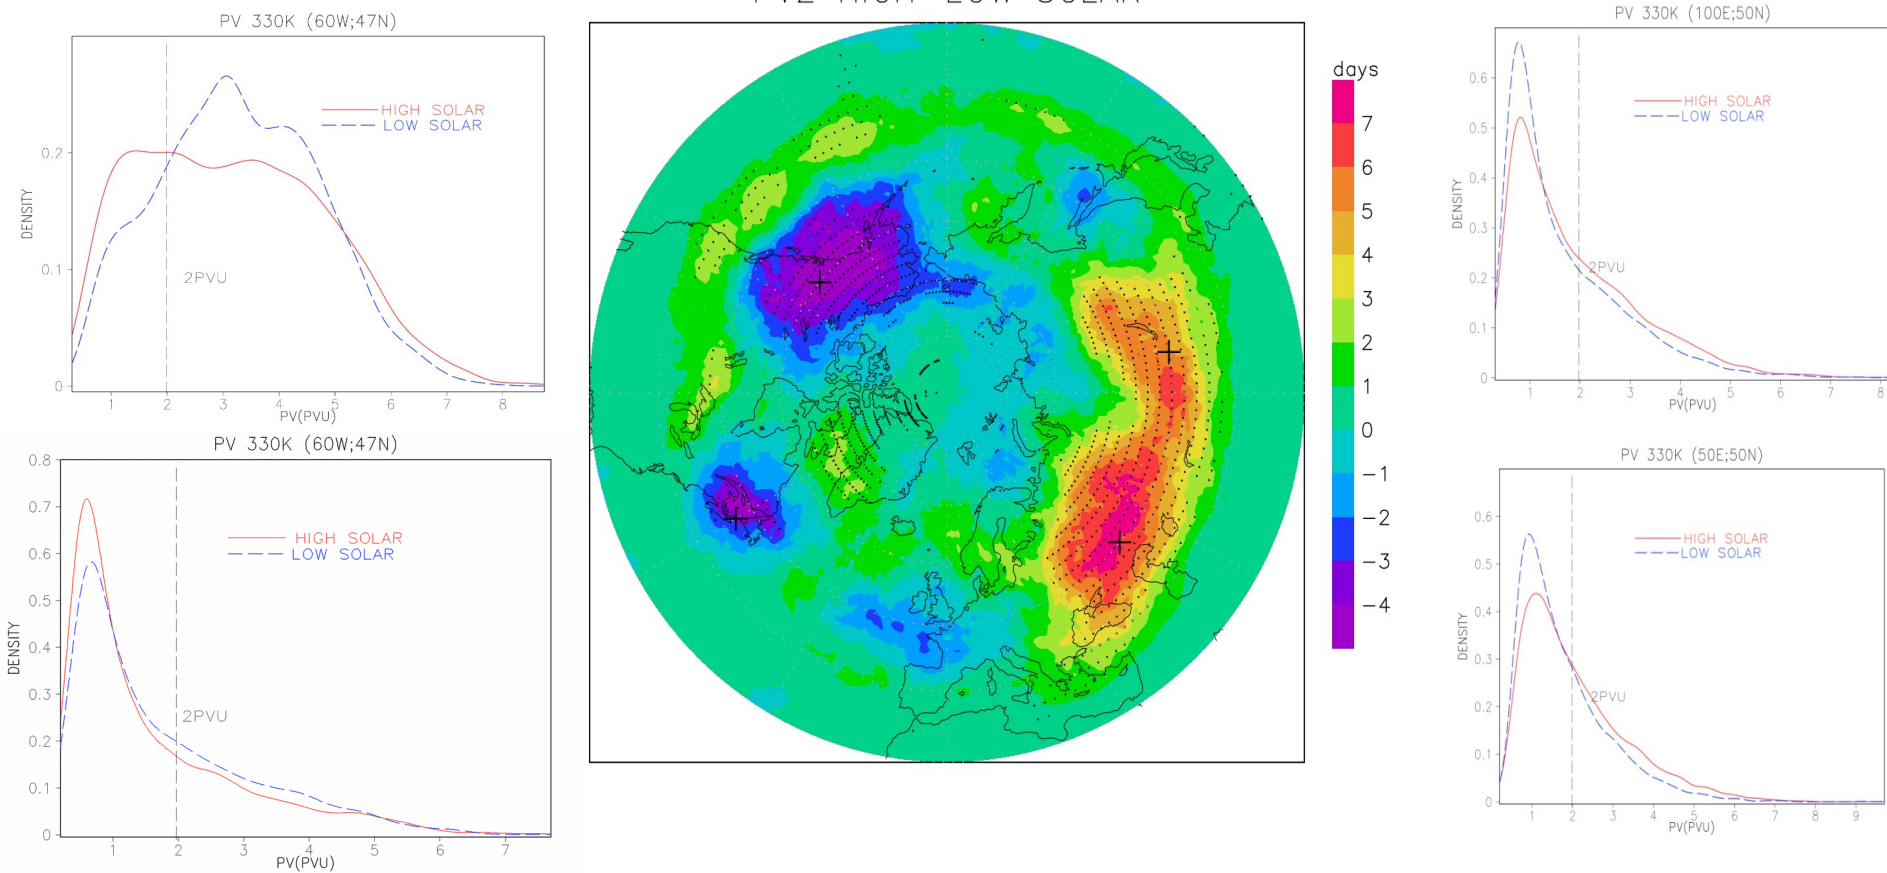 PV 330K (60W;47N)
HIGH SOLAR
LOW SOLAR
0.2
0.1
0
DENSITY
2PVU
1 2 3 4 5 6 7 8
PV(PVU)
PV 330K (60W;47N)
0.8
0.7
0.6
0.5
0.4
0.3
0.2
0.1
0
DENSITY
HIGH SOLAR
LOW SOLAR
2PVU
1 2 3 4 5 6 7
PV(PVU)
days
7
6
5
4
3
2
1
0
−1
−2
−3
−4
PV 330K (100E;50N)
HIGH SOLAR
LOW SOLAR
0.6
0.5
0.4
0.3
0.2
0.1
0
DENSITY
2PVU
1 2 3 4 5 6 7 8
PV(PVU)
PV 330K (50E;50N)
HIGH SOLAR
LOW SOLAR
0.6
0.5
0.4
0.3
0.2
0.1
0
DENSITY
2PVU
1 2 3 4 5 6 7 8 9
PV(PVU)